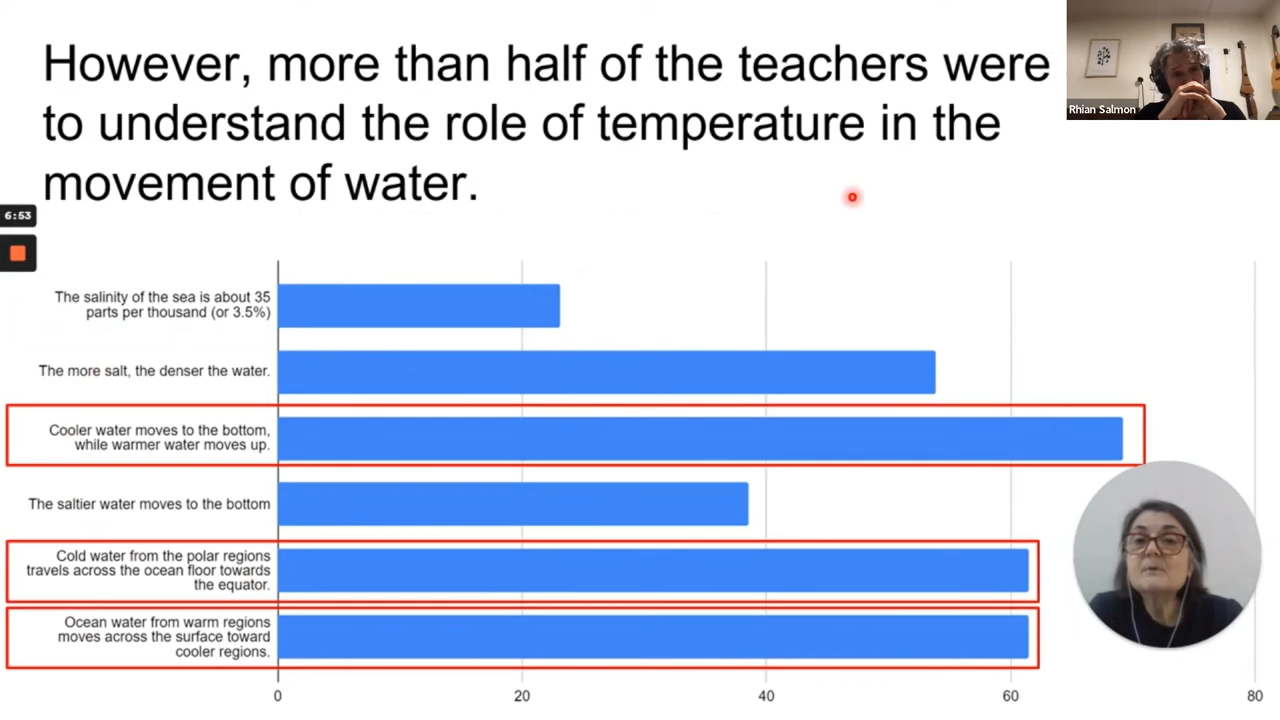 However, more than half of the teachers were
to understand the role of temperature in the
movement of water.
Rhian Salmon
6:53
The salinity of the sea is about 35
parts per thousand (or 3.5%)
The more salt, the denser the water.
Cooler water moves to the bottom,
while warmer water moves up.
The saltier water moves to the bottom
Cold water from the polar regions
travels across the ocean floor towards
the equator.
Ocean water from warm regions
moves across the surface toward
cooler regions.
0 20 40 60 80